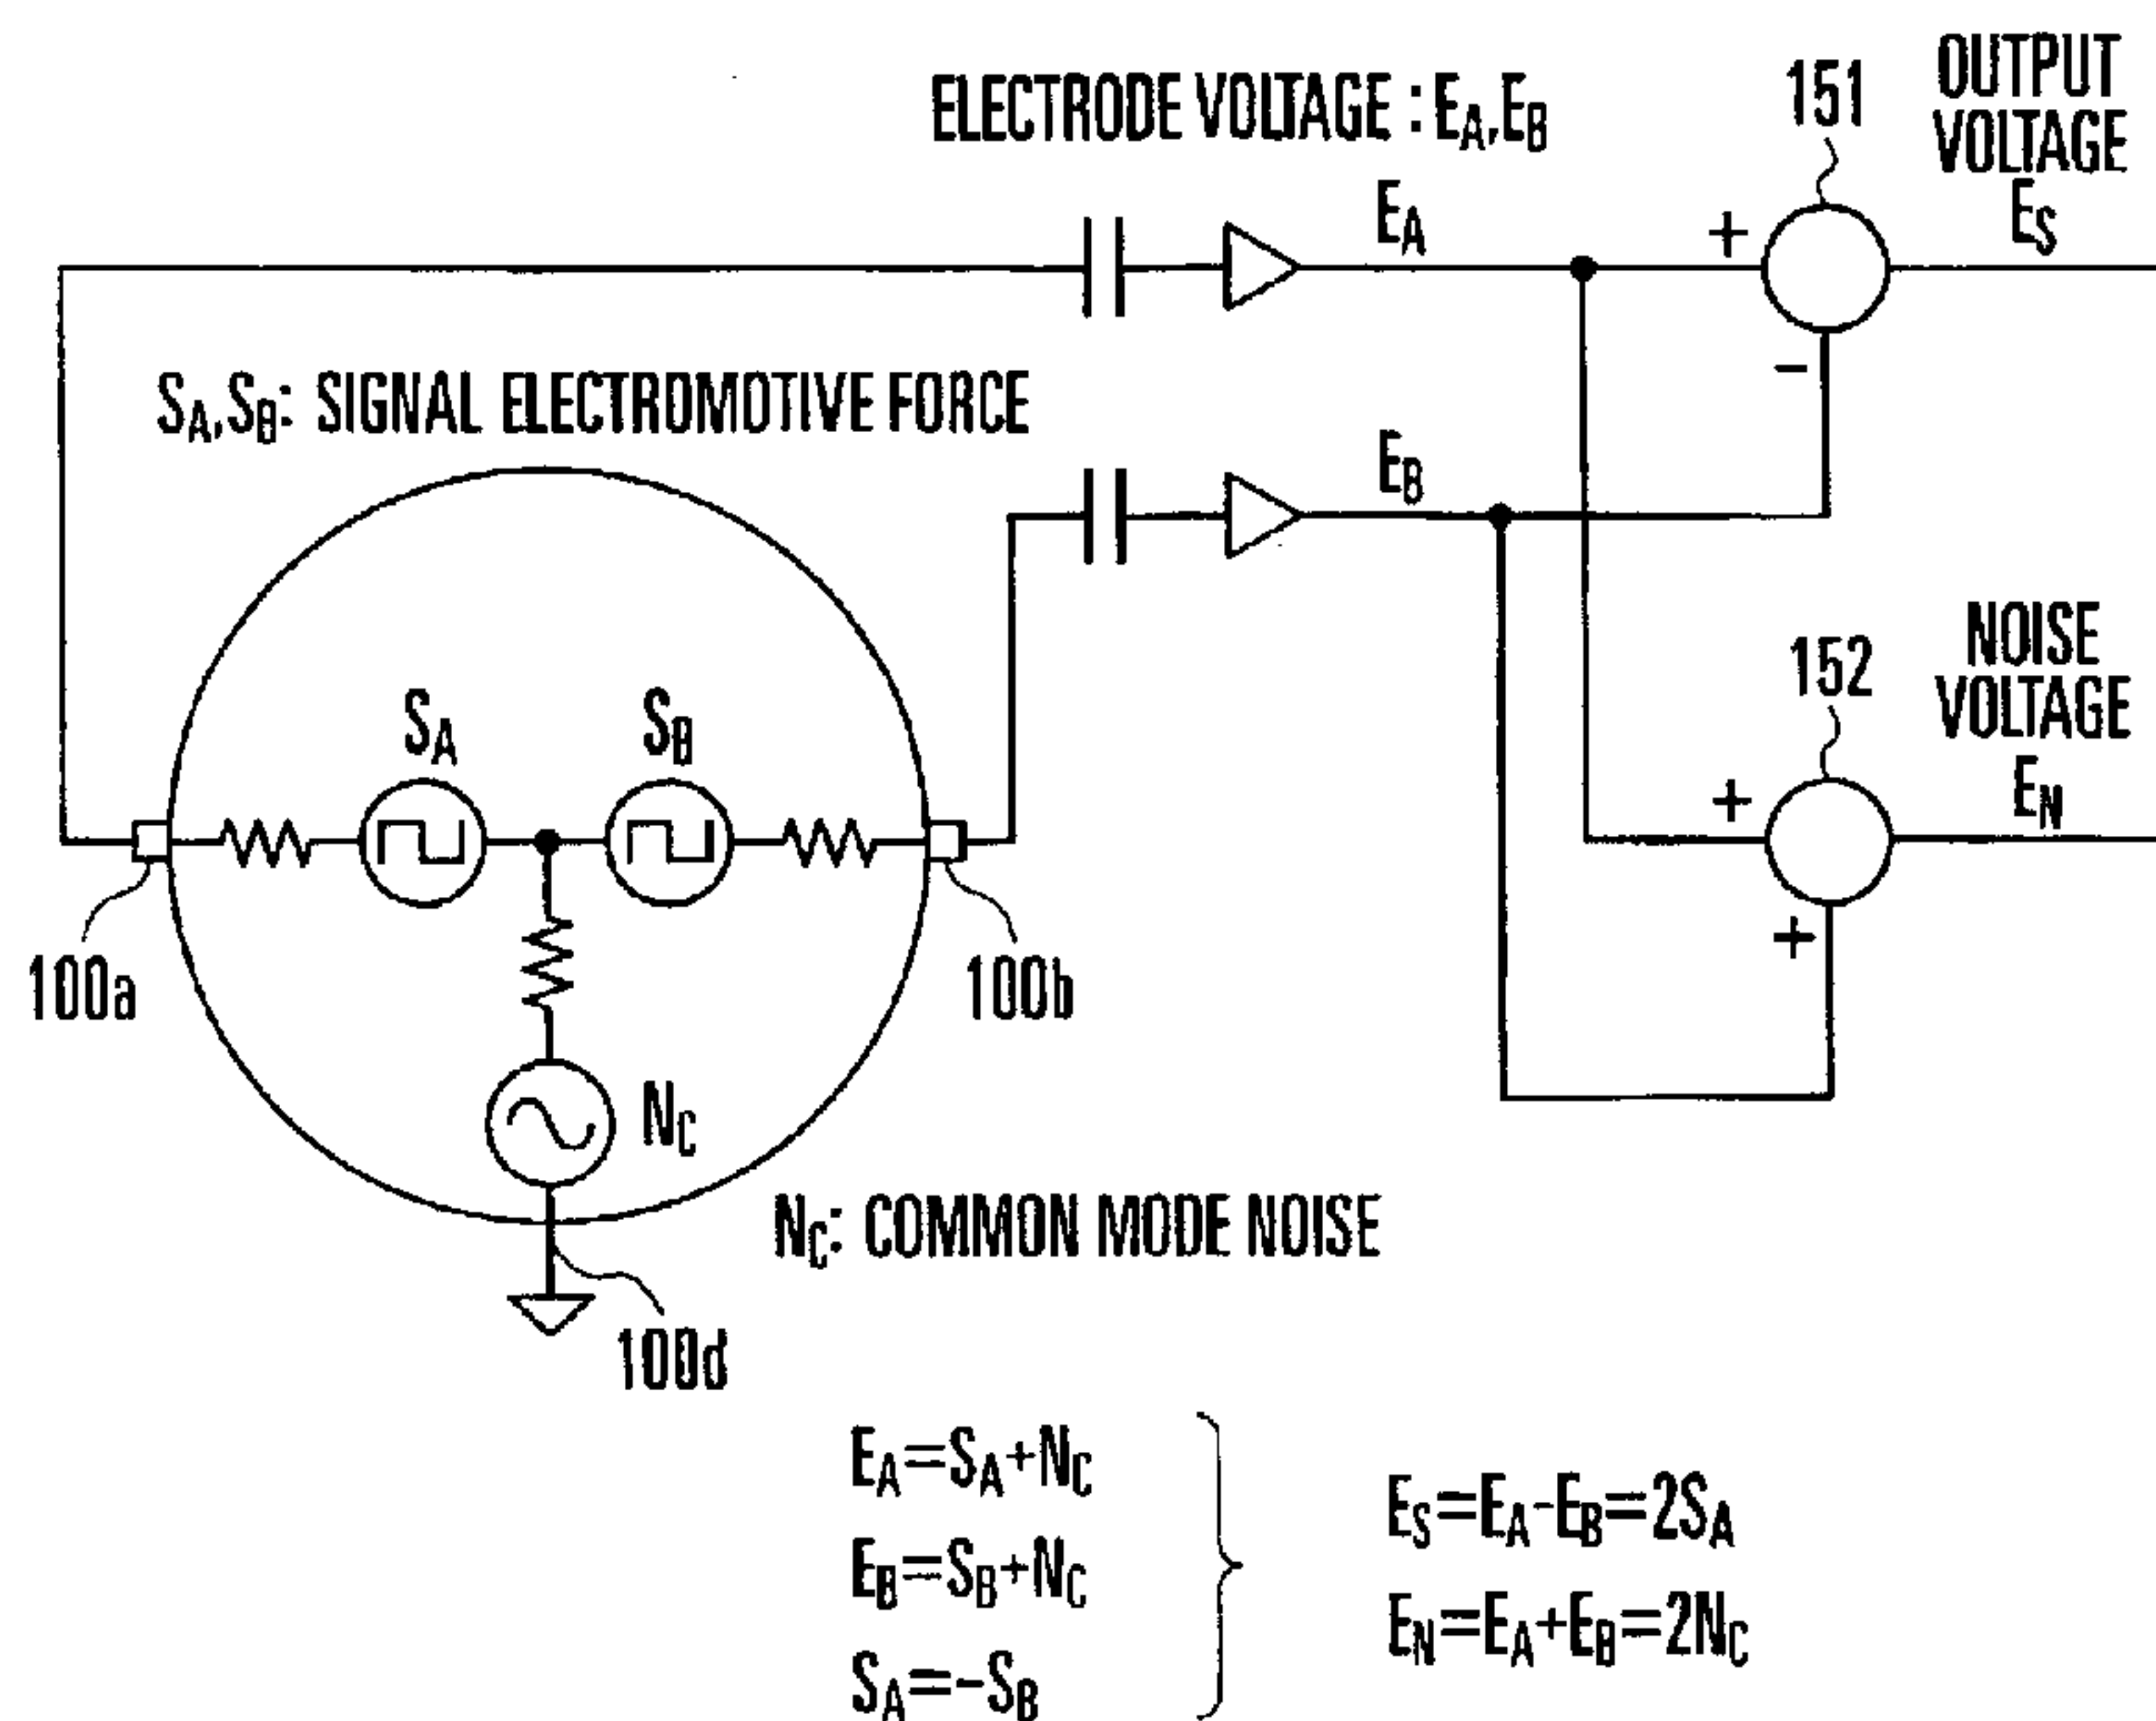 ELECTRODE VOLTAGE : EA,EB
151
OUTPUT
VOLTAGE
ES
EA
+
-
SA,SB: SIGNAL ELECTROMOTIVE FORCE
EB
152
NOISE
VOLTAGE
EN
+
+
SA
SB
100a
100b
NC
NC: COMMON MODE NOISE
100d
EA=SA+NC
EB=SB+NC
SA=-SB
ES=EA-EB=2SA
EN=EA+EB=2NC